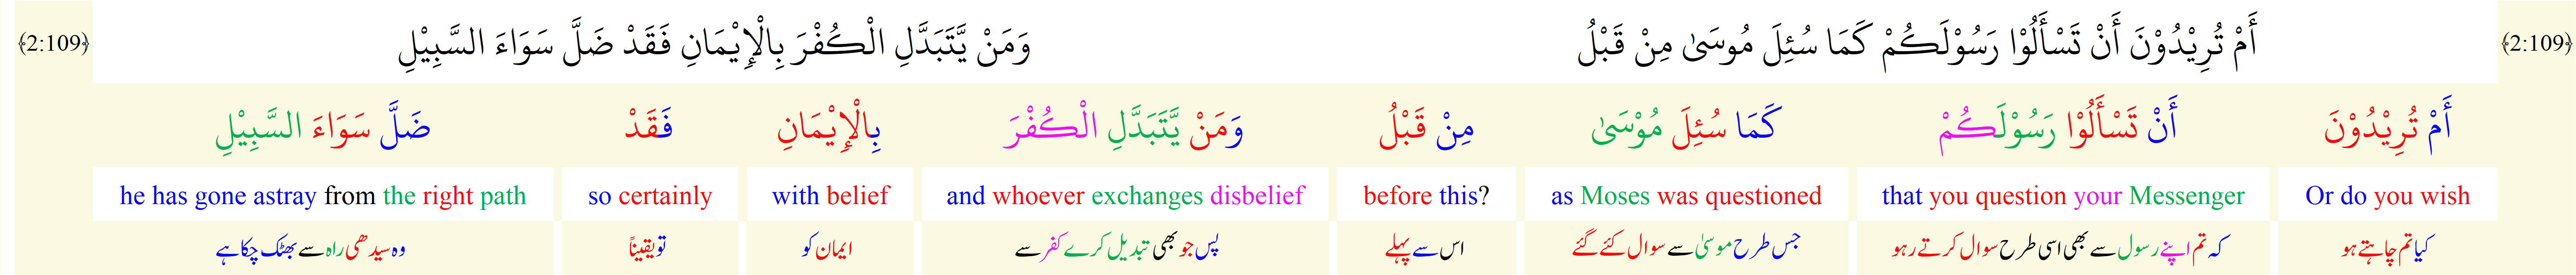 ﴿2:109﴾ أَمْ تُرِيْدُوْنَ أَنْ تَسْأَلُوْا رَسُوْلَكُمْ كَمَا سُئِلَ مُوسَىٰ مِنْ قَبْلُ وَمَنْ يَّتَبَدَّلِ الْكُفْرَ بِالْإِيْمَانِ فَقَدْ ضَلَّ سَوَاءَ السَّبِيْلِ ﴿2:109﴾
أَمْ تُرِيْدُوْنَ أَنْ تَسْأَلُوْا رَسُوْلَكُمْ كَمَا سُئِلَ مُوْسَىٰ مِنْ قَبْلُ وَمَنْ يَّتَبَدَّلِ الْكُفْرَ بِالْإِيْمَانِ فَقَدْ ضَلَّ سَوَاءَ السَّبِيْلِ
Or do you wish that you question your Messenger as Moses was questioned before this? and whoever exchanges disbelief with belief so certainly he has gone astray from the right path
کیا تم چاہتے ہو کہ تم اپنے رسول سے بھی اسی طرح سوال کرتے رہو جس طرح موسیٰ سے سوال کئے گئے اس سے پہلے پس جو بھی تبدیل کرے کفر سے ایمان کو تو یقیناً وہ سیدھی راہ سے بھٹک چکا ہے